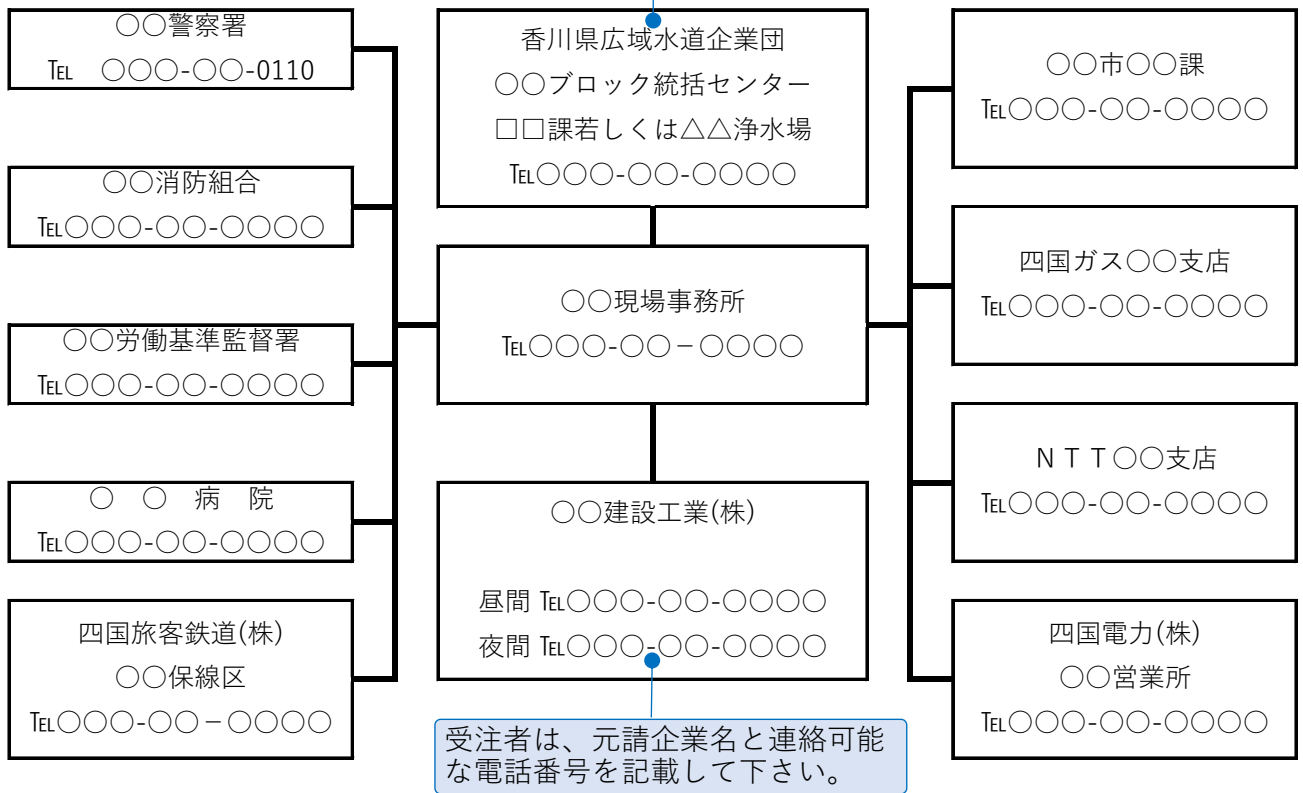 ○○警察署
℡　○○○-○○-0110
○○消防組合
℡○○○-○○-○○○○
○○労働基準監督署
℡○○○-○○-○○○○
○　○　病　院
℡○○○-○○-○○○○
四国旅客鉄道(株)
○○保線区
℡○○○-○○－○○○○
香川県広域水道企業団
○○ブロック統括センター
□□課若しくは△△浄水場
℡○○○-○○-○○○○
○○現場事務所
℡○○○-○○－○○○○
○○建設工業(株)
昼間 ℡○○○-○○-○○○○
夜間 ℡○○○-○○-○○○○
受注者は、元請企業名と連絡可能
な電話番号を記載して下さい。
○○市○○課
℡○○○-○○-○○○○
四国ガス○○支店
℡○○○-○○-○○○○
ＮＴＴ○○支店
℡○○○-○○-○○○○
四国電力(株)
○○営業所
℡○○○-○○-○○○○